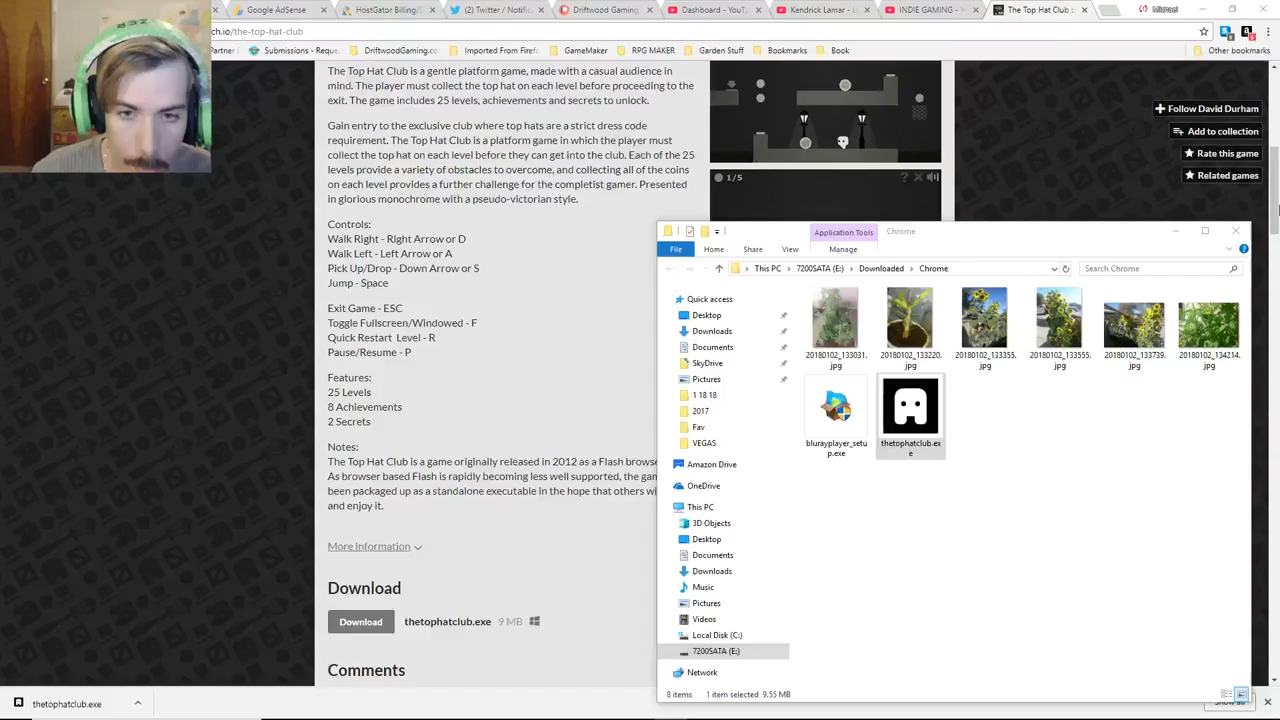 Google AdSense
HostGator Billing/S
(2) Twitter / Notific
Driftwood Gaming
Dashboard - YouT
Kendrick Lamar -
INDIE GAMING -
The Top Hat Club b
Michael
ch.io/the-top-hat-club
Partner
Submissions - Reque
DriftwoodGaming.co
Imported From Firef
GameMaker
RPG MAKER
Garden Stuff
Bookmarks
Book
Other bookmarks
The Top Hat Club is a gentle platform game, made with a casual audience in
mind. The player must collect the top hat on each level before proceeding to the
exit. The game includes 25 levels, achievements and secrets to unlock.
Gain entry to the exclusive club where top hats are a strict dress code
requirement. The Top Hat Club is a platform game in which the player must
collect the top hat on each level before they can get into the club. Each of the 25
levels provide a variety of obstacles to overcome, and collecting all of the coins
on each level provides a further challenge for the completist gamer. Presented
in glorious monochrome with a pseudo-victorian style.
Controls:
Walk Right - Right Arrow or D
Walk Left - Left Arrow or A
Pick Up/Drop - Down Arrow or S
Jump - Space
Exit Game - ESC
Toggle Fullscreen/Windowed - F
Quick Restart Level - R
Pause/Resume - P
Features:
25 Levels
8 Achievements
2 Secrets
Notes:
The Top Hat Club is a game originally released in 2012 as a Flash browse
As browser based Flash is rapidly becoming less well supported, the gam
been packaged up as a standalone executable in the hope that others wi
and enjoy it.
More information
Download
Download thetophatclub.exe 9 MB
Comments
1/5
?
Follow David Durham
Add to collection
Rate this game
Related games
Application Tools
Chrome
File
Home
Share
View
Manage
This PC
7200SATA (E:)
Downloaded
Chrome
Search Chrome
Quick access
Desktop
Downloads
Documents
SkyDrive
Pictures
1 18 18
2017
Fav
VEGAS
Amazon Drive
OneDrive
This PC
3D Objects
Desktop
Documents
Downloads
Music
Pictures
Videos
Local Disk (C:)
7200SATA (E:)
Network
20180102_133031.
jpg
20180102_133220.
jpg
20180102_133355.
jpg
20180102_133555.
jpg
20180102_133739.
jpg
20180102_134214.
jpg
blurayplayer_setu
p.exe
thetophatclub.ex
e
8 items
1 item selected 9.55 MB
thetophatclub.exe
Show all